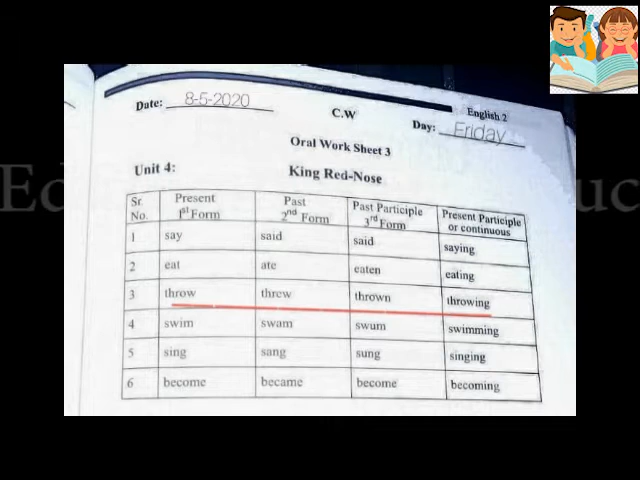 Date: 8-5-2020
C.W
English 2
Day: Friday
Oral Work Sheet 3
Unit 4:
King Red-Nose
Sr. No. Present 1st Form Past 2nd Form Past Participle 3rd Form Present Participle or continuous
1 say said said saying
2 eat ate eaten eating
3 throw threw thrown throwing
4 swim swam swum swimming
5 sing sang sung singing
6 become became become becoming